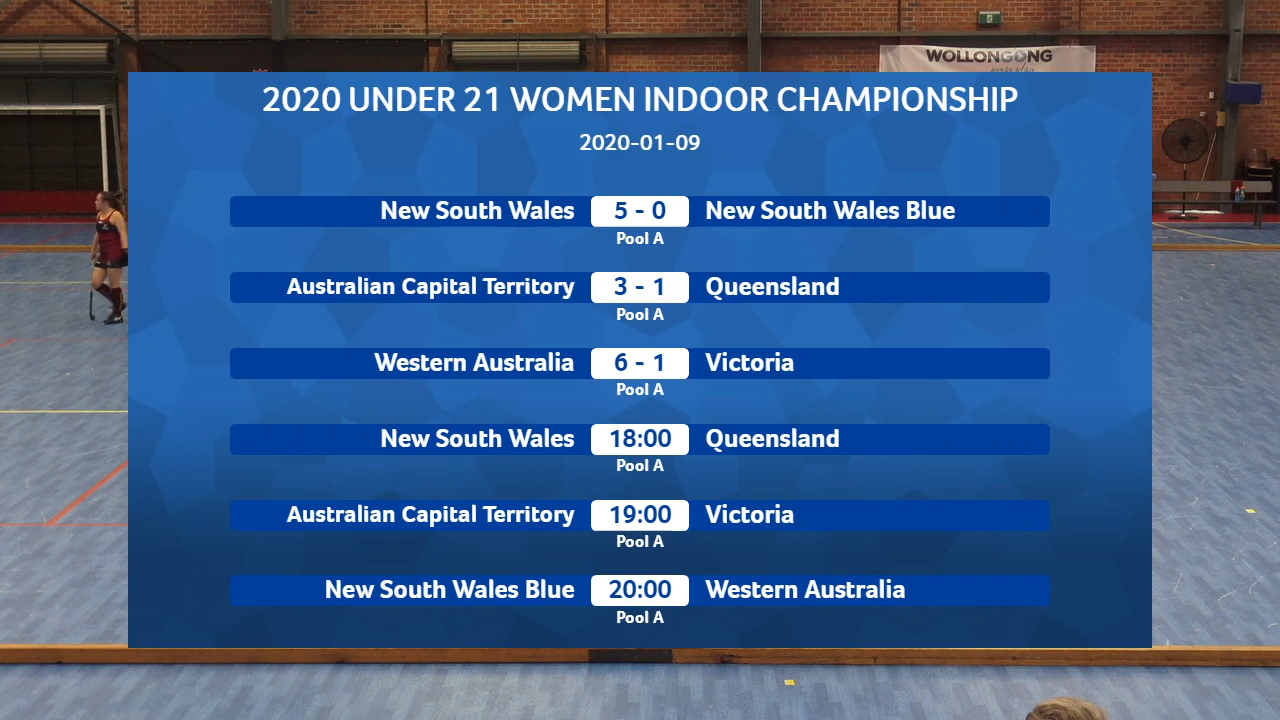 WOLLONGONG
2020 UNDER 21 WOMEN INDOOR CHAMPIONSHIP
2020-01-09
New South Wales 5 - 0 New South Wales Blue
Pool A
Australian Capital Territory 3 - 1 Queensland
Pool A
Western Australia 6 - 1 Victoria
Pool A
New South Wales 18:00 Queensland
Pool A
Australian Capital Territory 19:00 Victoria
Pool A
New South Wales Blue 20:00 Western Australia
Pool A